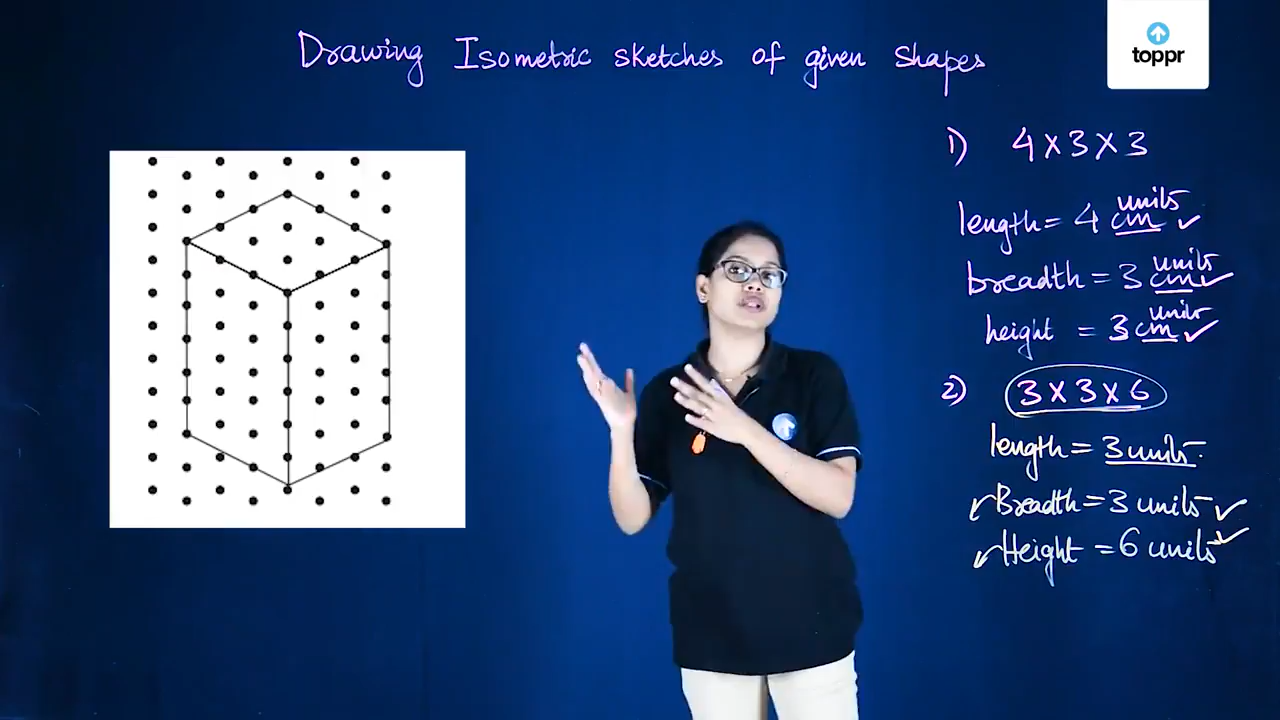 Drawing Isometric sketches of given shapes
toppr
1) 4 X 3 X 3
units
length = 4 cm ✓
units
breadth = 3 cm ✓
units
height = 3 cm ✓
2) 3 X 3 X 6
length = 3 units.
Breadth = 3 units ✓
Height = 6 units ✓